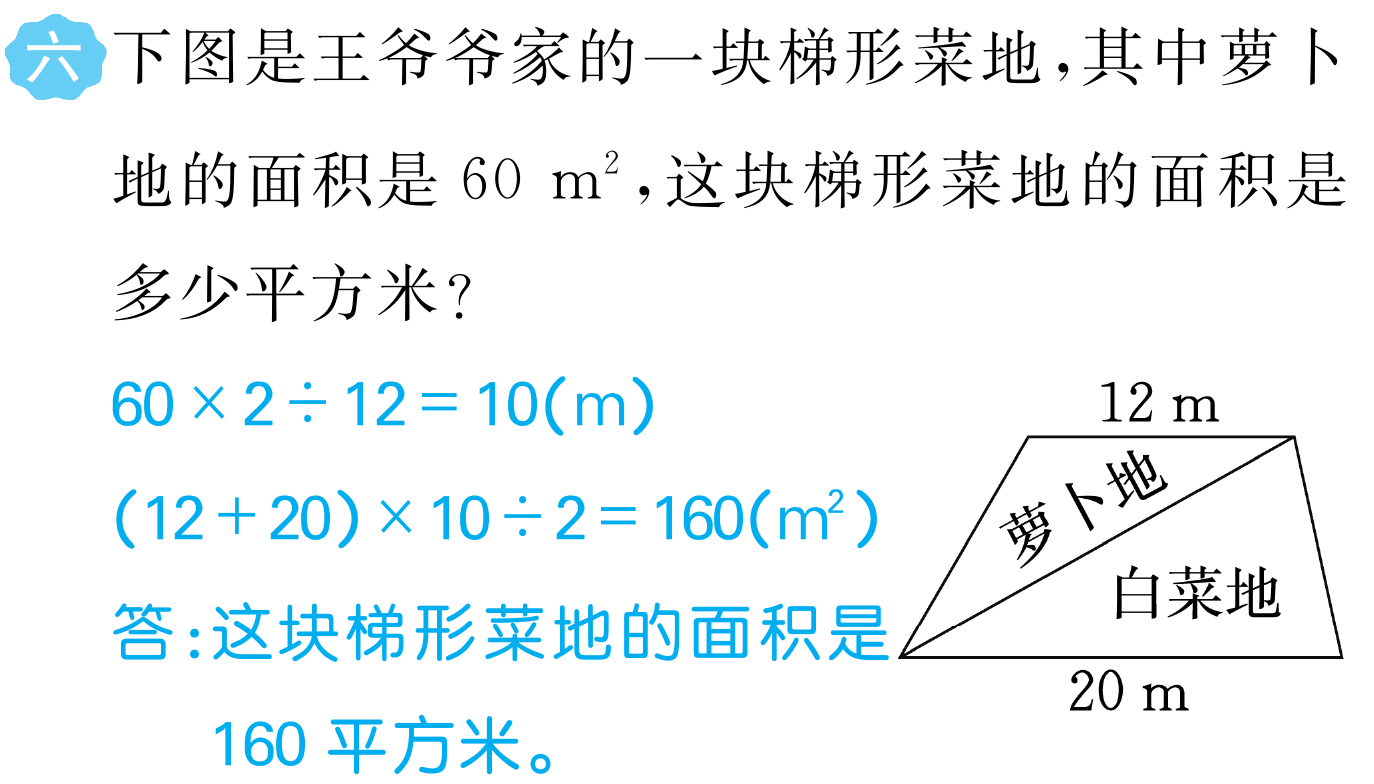 六 下图是王爷爷家的一块梯形菜地,其中萝卜
地的面积是 60 m²,这块梯形菜地的面积是
多少平方米?
60×2÷12=10(m)
(12+20)×10÷2=160(m²)
答:这块梯形菜地的面积是
160 平方米。
12 m
萝卜地
白菜地
20 m